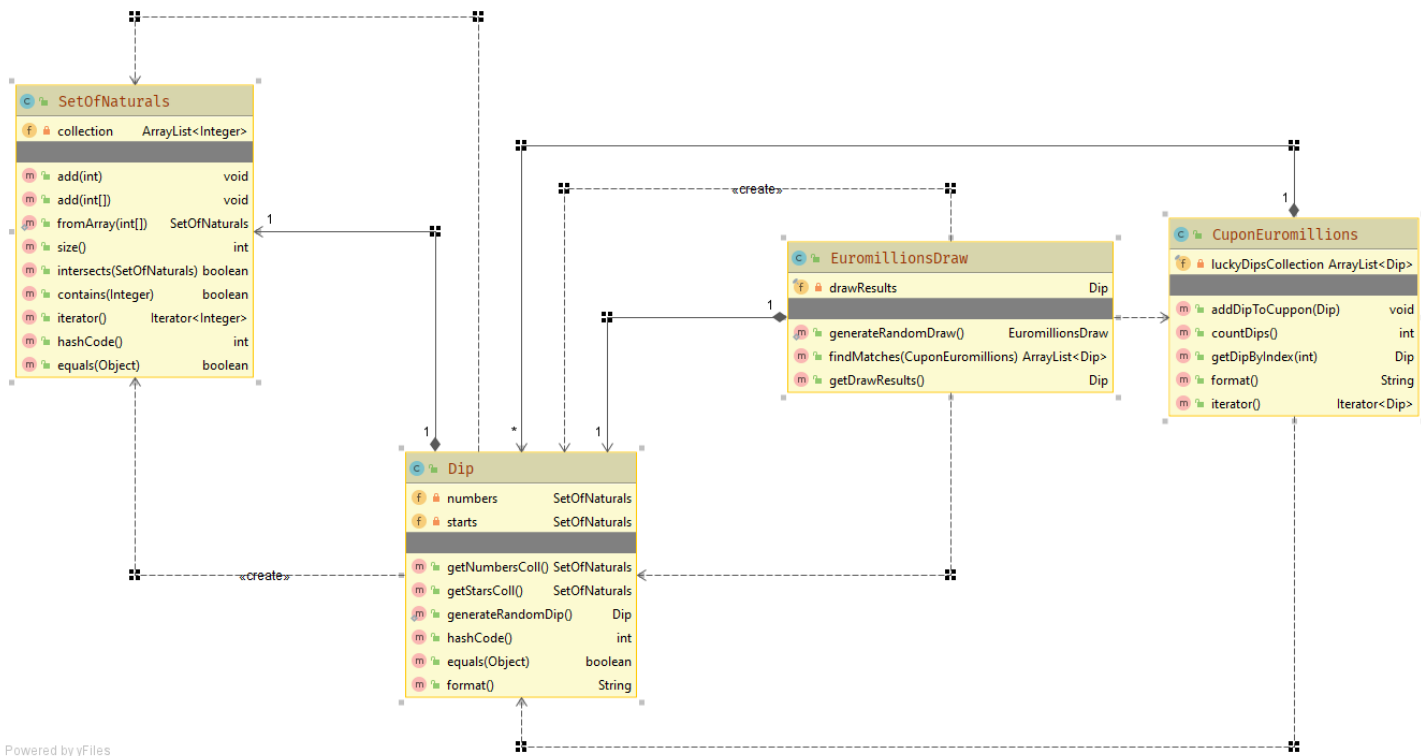 SetOfNaturals
collection ArrayList<Integer>
add(int) void
add(int[]) void
fromArray(int[]) SetOfNaturals
size() int
intersects(SetOfNaturals) boolean
contains(Integer) boolean
iterator() Iterator<Integer>
hashCode() int
equals(Object) boolean
1
«create»
1
Dip
numbers SetOfNaturals
starts SetOfNaturals
getNumbersColl() SetOfNaturals
getStarsColl() SetOfNaturals
generateRandomDip() Dip
hashCode() int
equals(Object) boolean
format() String
*
1
«create»
1
EuromillionsDraw
drawResults Dip
generateRandomDraw() EuromillionsDraw
findMatches(CuponEuromillions) ArrayList<Dip>
getDrawResults() Dip
1
CuponEuromillions
luckyDipsCollection ArrayList<Dip>
addDipToCuppon(Dip) void
countDips() int
getDipByIndex(int) Dip
format() String
iterator() Iterator<Dip>
Powered by yFiles